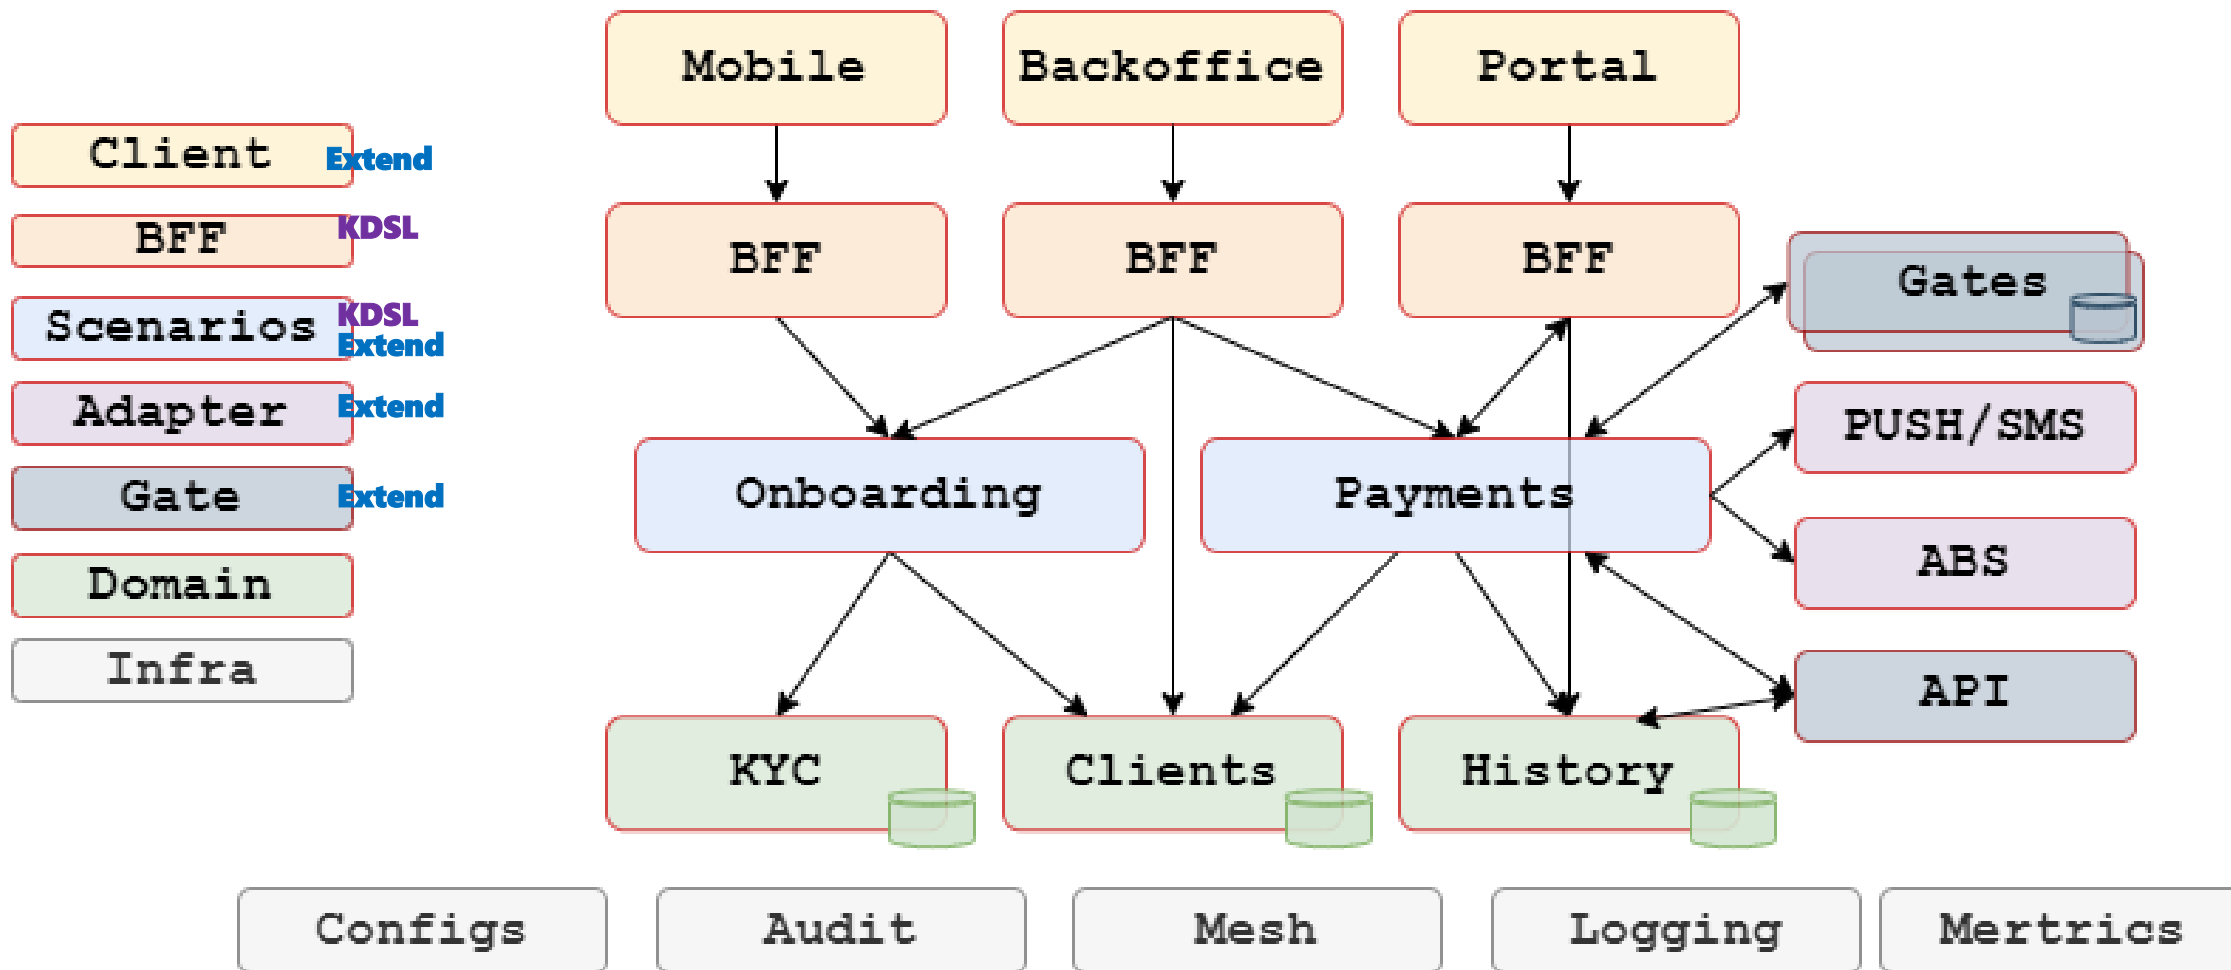 Mobile
Backoffice
Portal
Client
Extend
BFF
KDSL
Scenarios
KDSL
Extend
Adapter
Extend
Gate
Extend
Domain
Infra
BFF
BFF
BFF
Gates
PUSH/SMS
Onboarding
Payments
ABS
API
KYC
Clients
History
Configs
Audit
Mesh
Logging
Mertrics